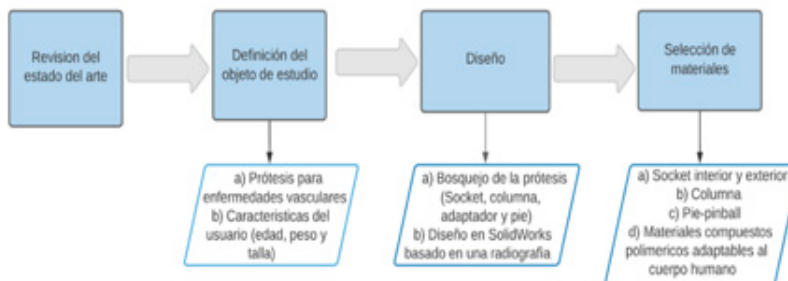 Revision del
estado del arte
Definición del
objeto de estudio
Diseño
Selección de
materiales
a) Prótesis para
enfermedades vasculares
b) Características del
usuario (edad, peso y
talla)
a) Bosquejo de la prótesis
(Socket, columna,
adaptador y pie)
b) Diseño en SolidWorks
basado en una radiografía
a) Socket interior y exterior
b) Columna
c) Pie-pinball
d) Materiales compuestos
polimericos adaptables al
cuerpo humano